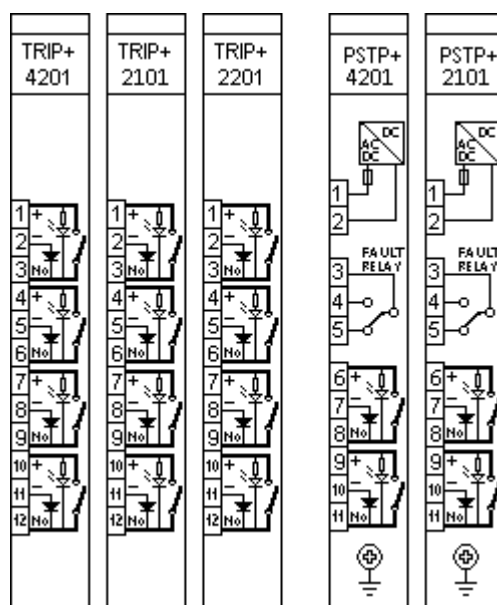 TRIP+
4201
1 +
2 -
3 No
4 +
5 -
6 No
7 +
8 -
9 No
10 +
11 -
12 No
TRIP+
2101
1 +
2 -
3 No
4 +
5 -
6 No
7 +
8 -
9 No
10 +
11 -
12 No
TRIP+
2201
1 +
2 -
3 No
4 +
5 -
6 No
7 +
8 -
9 No
10 +
11 -
12 No
PSTP+
4201
DC
AC
DC
1
2
FAULT
3 RELAY
4
5
6 +
7 -
8 No
9 +
10 -
11 No
PSTP+
2101
DC
AC
DC
1
2
FAULT
3 RELAY
4
5
6 +
7 -
8 No
9 +
10 -
11 No